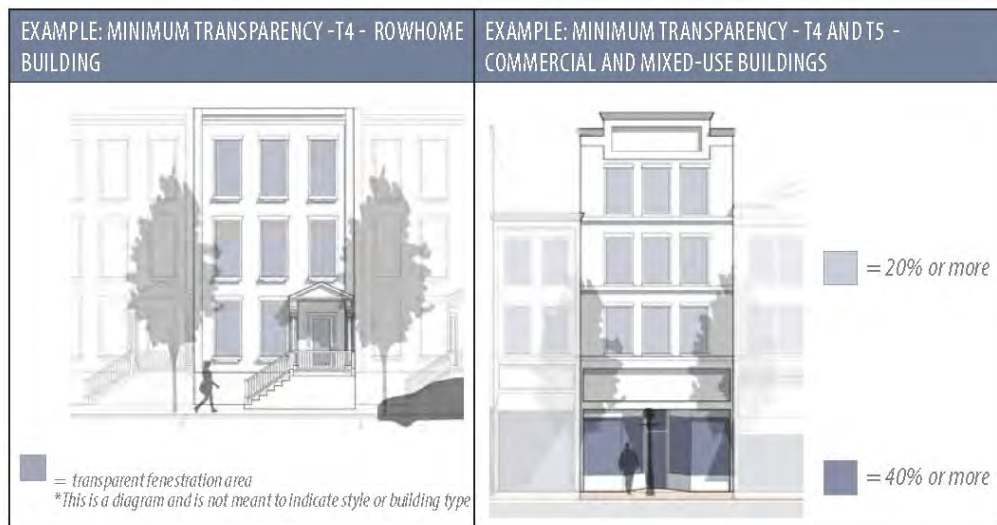 EXAMPLE: MINIMUM TRANSPARENCY -T4 - ROWHOME
BUILDING
= transparent fenestration area
*This is a diagram and is not meant to indicate style or building type
EXAMPLE: MINIMUM TRANSPARENCY - T4 AND T5 -
COMMERCIAL AND MIXED-USE BUILDINGS
= 20% or more
= 40% or more